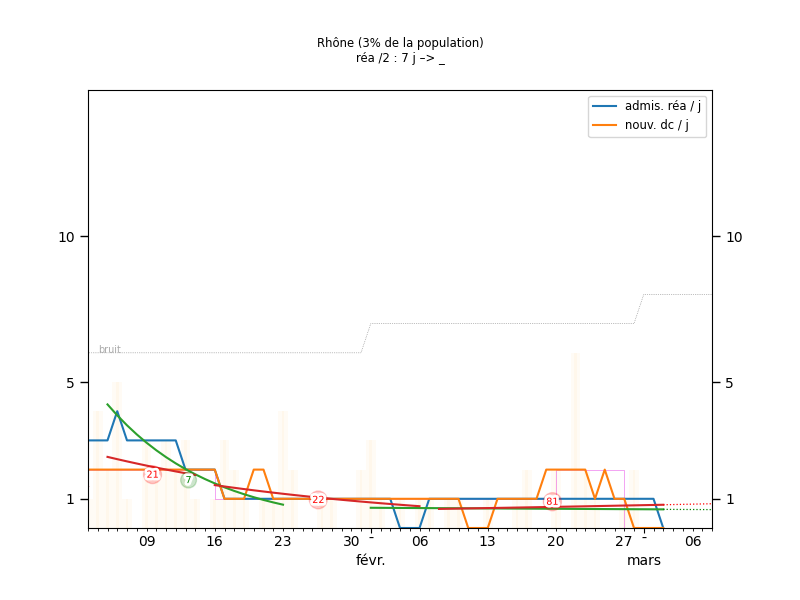 Rhône (3% de la population)
réa /2 : 7 j –> _
admis. réa / j
nouv. dc / j
10 10
bruit
5 5
21 7 22 81
1 1
09 16 23 30 - 06 13 20 27 - 06
févr. mars